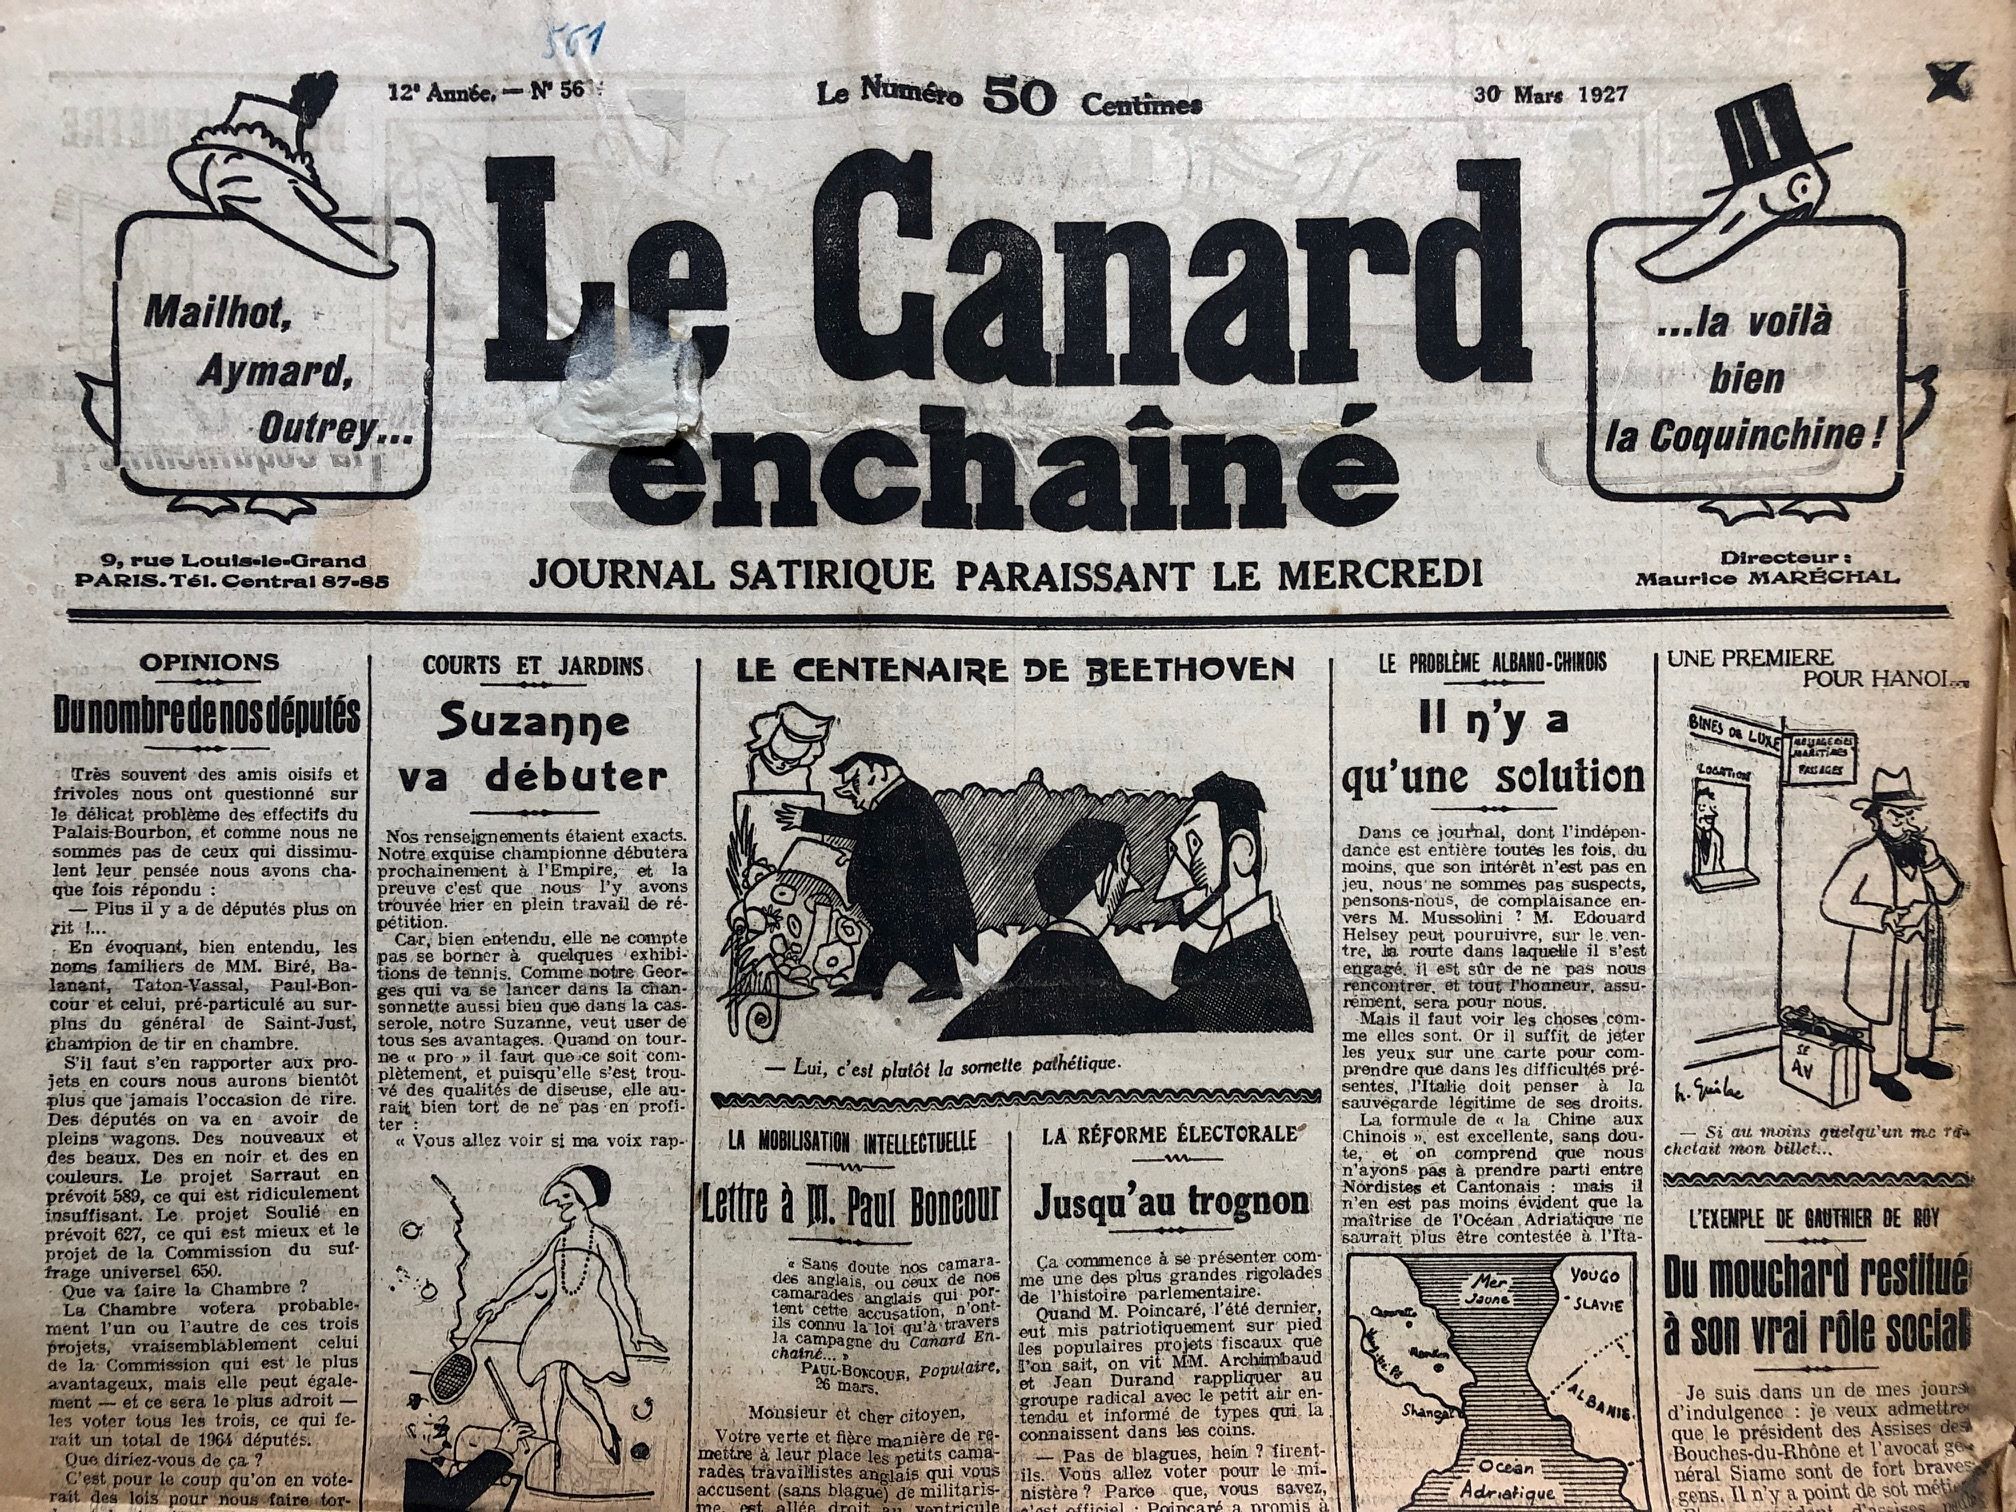 561
12e Année. — N° 56
Le Numéro 50 Centimes
30 Mars 1927
Mailhot,
Aymard,
Outrey...
Le Canard
enchaîné
...la voilà
bien
la Coquinchine !
9, rue Louis-le-Grand
PARIS. Tél. Central 87-85
JOURNAL SATIRIQUE PARAISSANT LE MERCREDI
Directeur :
Maurice MARÉCHAL
OPINIONS
Du nombre de nos députés
Très souvent des amis oisifs et
frivoles nous ont questionné sur
le délicat problème des effectifs du
Palais-Bourbon, et comme nous ne
sommes pas de ceux qui dissimu-
lent leur pensée nous avons cha-
que fois répondu :
— Plus il y a de députés plus on
rit !...
En évoquant, bien entendu, les
noms familiers de MM. Biré, Ba-
lanant, Taton-Vassal, Paul-Bon-
cour et celui, pré-particulé au sur-
plus du général de Saint-Just,
champion de tir en chambre.
S'il faut s'en rapporter aux pro-
jets en cours nous aurons bientôt
plus que jamais l'occasion de rire.
Des députés on va en avoir de
pleins wagons. Des nouveaux et
des beaux. Des en noir et des en
couleurs. Le projet Sarraut en
prévoit 589, ce qui est ridiculement
insuffisant. Le projet Soulié en
prévoit 627, ce qui est mieux et le
projet de la Commission du suf-
frage universel 650.
Que va faire la Chambre ?
La Chambre votera probable-
ment l'un ou l'autre de ces trois
projets, vraisemblablement celui
de la Commission qui est le plus
avantageux, mais elle peut égale-
ment — et ce sera le plus adroit —
les voter tous les trois, ce qui fe-
rait un total de 1964 députés.
Que diriez-vous de ça ?
C'est pour le coup qu'on en vote-
rait des lois pour nous faire tor-
COURTS ET JARDINS
Suzanne
va débuter
Nos renseignements étaient exacts.
Notre exquise championne débutera
prochainement à l'Empire, et la
preuve c'est que nous l'y avons
trouvée hier en plein travail de ré-
pétition.
Car, bien entendu, elle ne compte
pas se borner à quelques exhibi-
tions de tennis. Comme notre Geor-
ges qui va se lancer dans la chan-
sonnette aussi bien que dans la cas-
serole, notre Suzanne, veut user de
tous ses avantages. Quand on tour-
ne « pro » il faut que ce soit com-
plètement, et puisqu'elle s'est trou-
vé des qualités de diseuse, elle au-
rait bien tort de ne pas en profi-
ter :
« Vous allez voir si ma voix rap-
LE CENTENAIRE DE BEETHOVEN
— Lui, c'est plutôt la sornette pathétique.
LA MOBILISATION INTELLECTUELLE
Lettre à M. Paul Boncour
« Sans doute nos camara-
des anglais, ou ceux de nos
camarades anglais qui por-
tent cette accusation, n'ont-
ils connu la loi qu'à travers
la campagne du Canard En-
chaîné... »
PAUL-BONCOUR, Populaire,
26 mars.
Monsieur et cher citoyen,
Votre verte et fière manière de re-
mettre à leur place les petits cama-
rades travaillistes anglais qui vous
accusent (sans blague) de militaris-
me, est allée droit au ventricule
LA RÉFORME ÉLECTORALE
Jusqu'au trognon
Ça commence à se présenter com-
me une des plus grandes rigolades
de l'histoire parlementaire.
Quand M. Poincaré, l'été dernier,
eut mis patriotiquement sur pied
les populaires projets fiscaux que
l'on sait, on vit MM. Archimbaud
et Jean Durand rappliquer au
groupe radical avec le petit air en-
tendu et informé de types qui la
connaissent dans les coins.
— Pas de blagues, hein ? firent-
ils. Vous allez voter pour le mi-
nistère ? Parce que, vous savez,
c'est officiel : Poincaré a promis à
LE PROBLÈME ALBANO-CHINOIS
Il n'y a
qu'une solution
Dans ce journal, dont l'indépen-
dance est entière toutes les fois, du
moins, que son intérêt n'est pas en
jeu, nous ne sommes pas suspects,
pensons-nous, de complaisance en-
vers M. Mussolini ? M. Edouard
Helsey peut pouruivre, sur le ven-
tre, la route dans laquelle il s'est
engagé, il est sûr de ne pas nous
rencontrer, et tout l'honneur, assu-
rément, sera pour nous.
Mais il faut voir les choses com-
me elles sont. Or il suffit de jeter
les yeux sur une carte pour com-
prendre que dans les difficultés pré-
sentes, l'Italie doit penser à la
sauvegarde légitime de ses droits.
La formule de « la Chine aux
Chinois », est excellente, sans dou-
te, et on comprend que nous
n'ayons pas à prendre parti entre
Nordistes et Cantonais : mais il
n'en est pas moins évident que la
maîtrise de l'Océan Adriatique ne
saurait plus être contestée à l'Ita-
Mer
Jaune
YOUGO
SLAVIE
ALBANIE
Shangaï
Océan
Adriatique
UNE PREMIERE
POUR HANOI...
BINES DE LUXE
MESSAGERIES
MARITIMES
PASSAGES
LOCATION
SE
AV
— Si au moins quelqu'un me ra-
chetait mon billet...
L'EXEMPLE DE GAUTHIER DE ROY
Du mouchard restitué
à son vrai rôle social
Je suis dans un de mes jours
d'indulgence : je veux admettre
que le président des Assises des
Bouches-du-Rhône et l'avocat gé-
néral Siame sont de fort braves
gens. Il n'y a point de sot métier